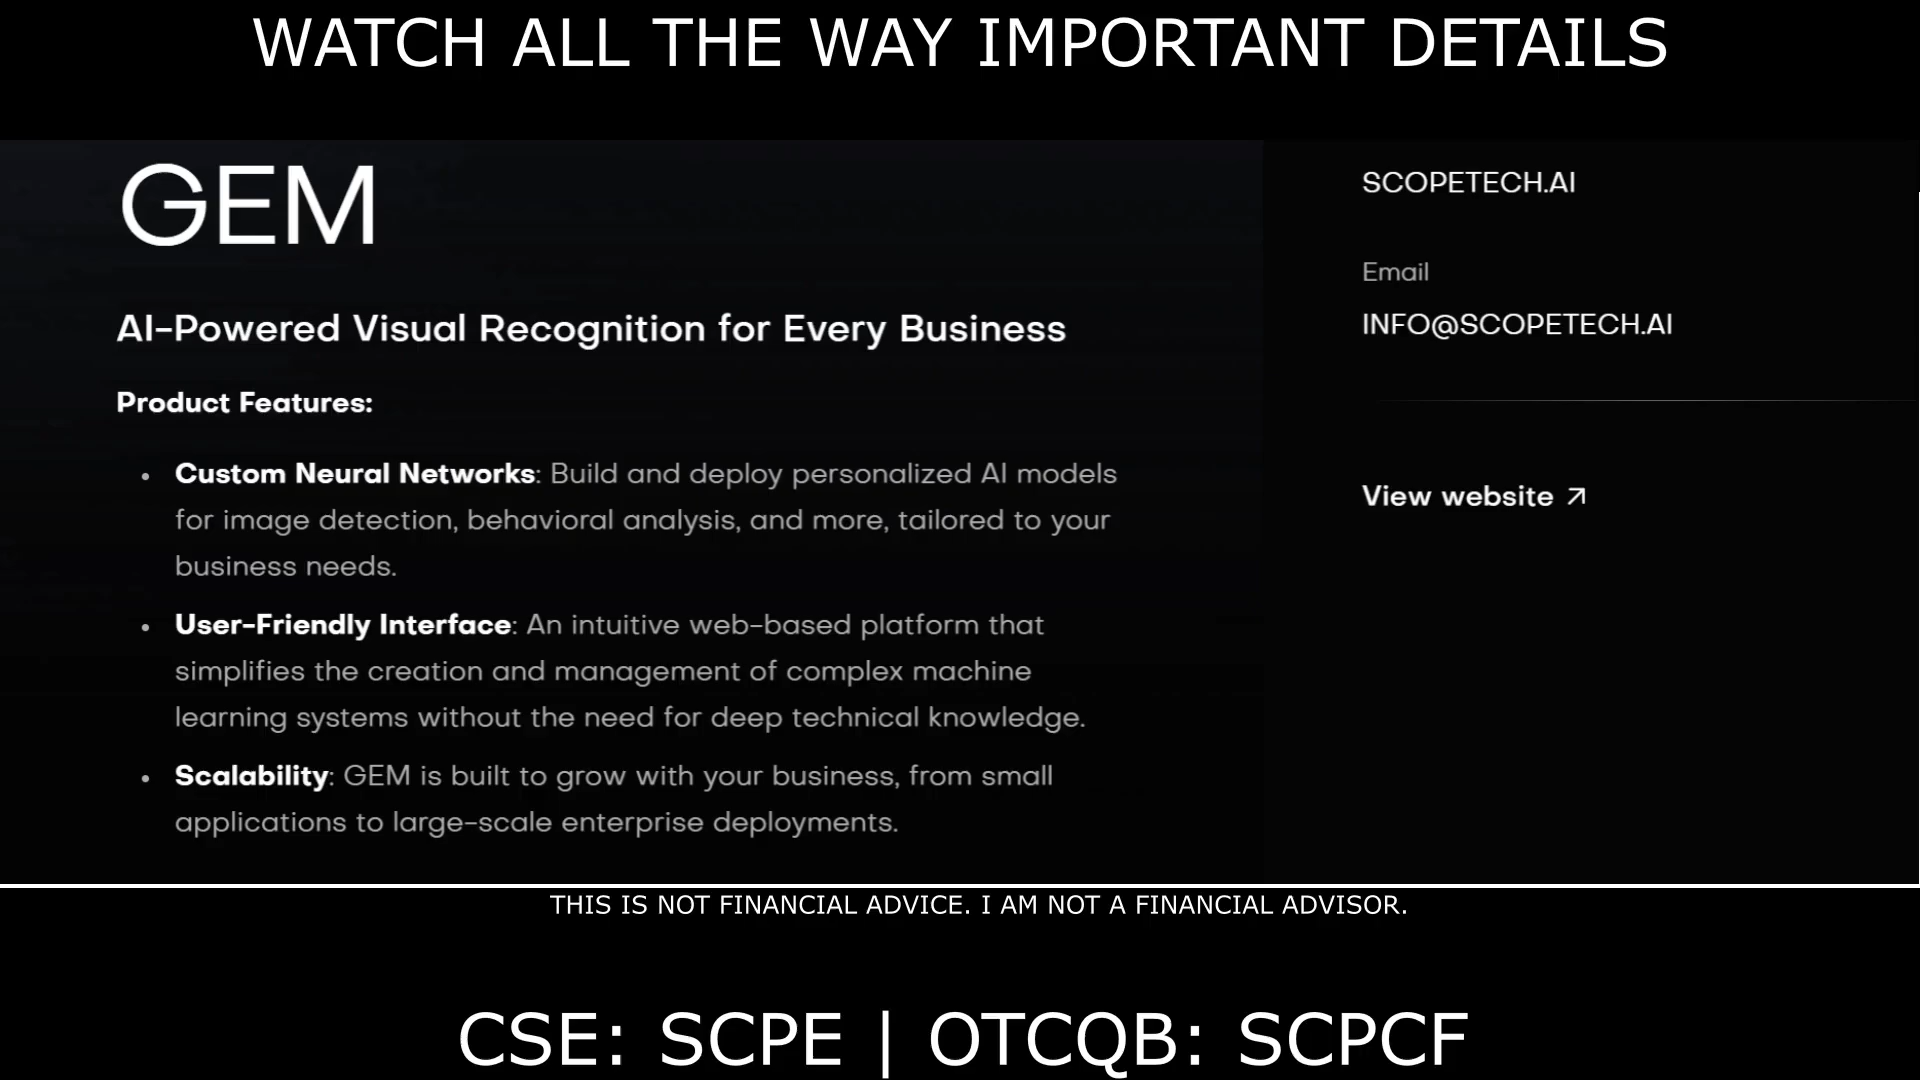 WATCH ALL THE WAY IMPORTANT DETAILS
GEM
AI-Powered Visual Recognition for Every Business
Product Features:
• Custom Neural Networks: Build and deploy personalized AI models
for image detection, behavioral analysis, and more, tailored to your
business needs.
• User-Friendly Interface: An intuitive web-based platform that
simplifies the creation and management of complex machine
learning systems without the need for deep technical knowledge.
• Scalability: GEM is built to grow with your business, from small
applications to large-scale enterprise deployments.
SCOPETECH.AI
Email
INFO@SCOPETECH.AI
View website ↗
THIS IS NOT FINANCIAL ADVICE. I AM NOT A FINANCIAL ADVISOR.
CSE: SCPE | OTCQB: SCPCF